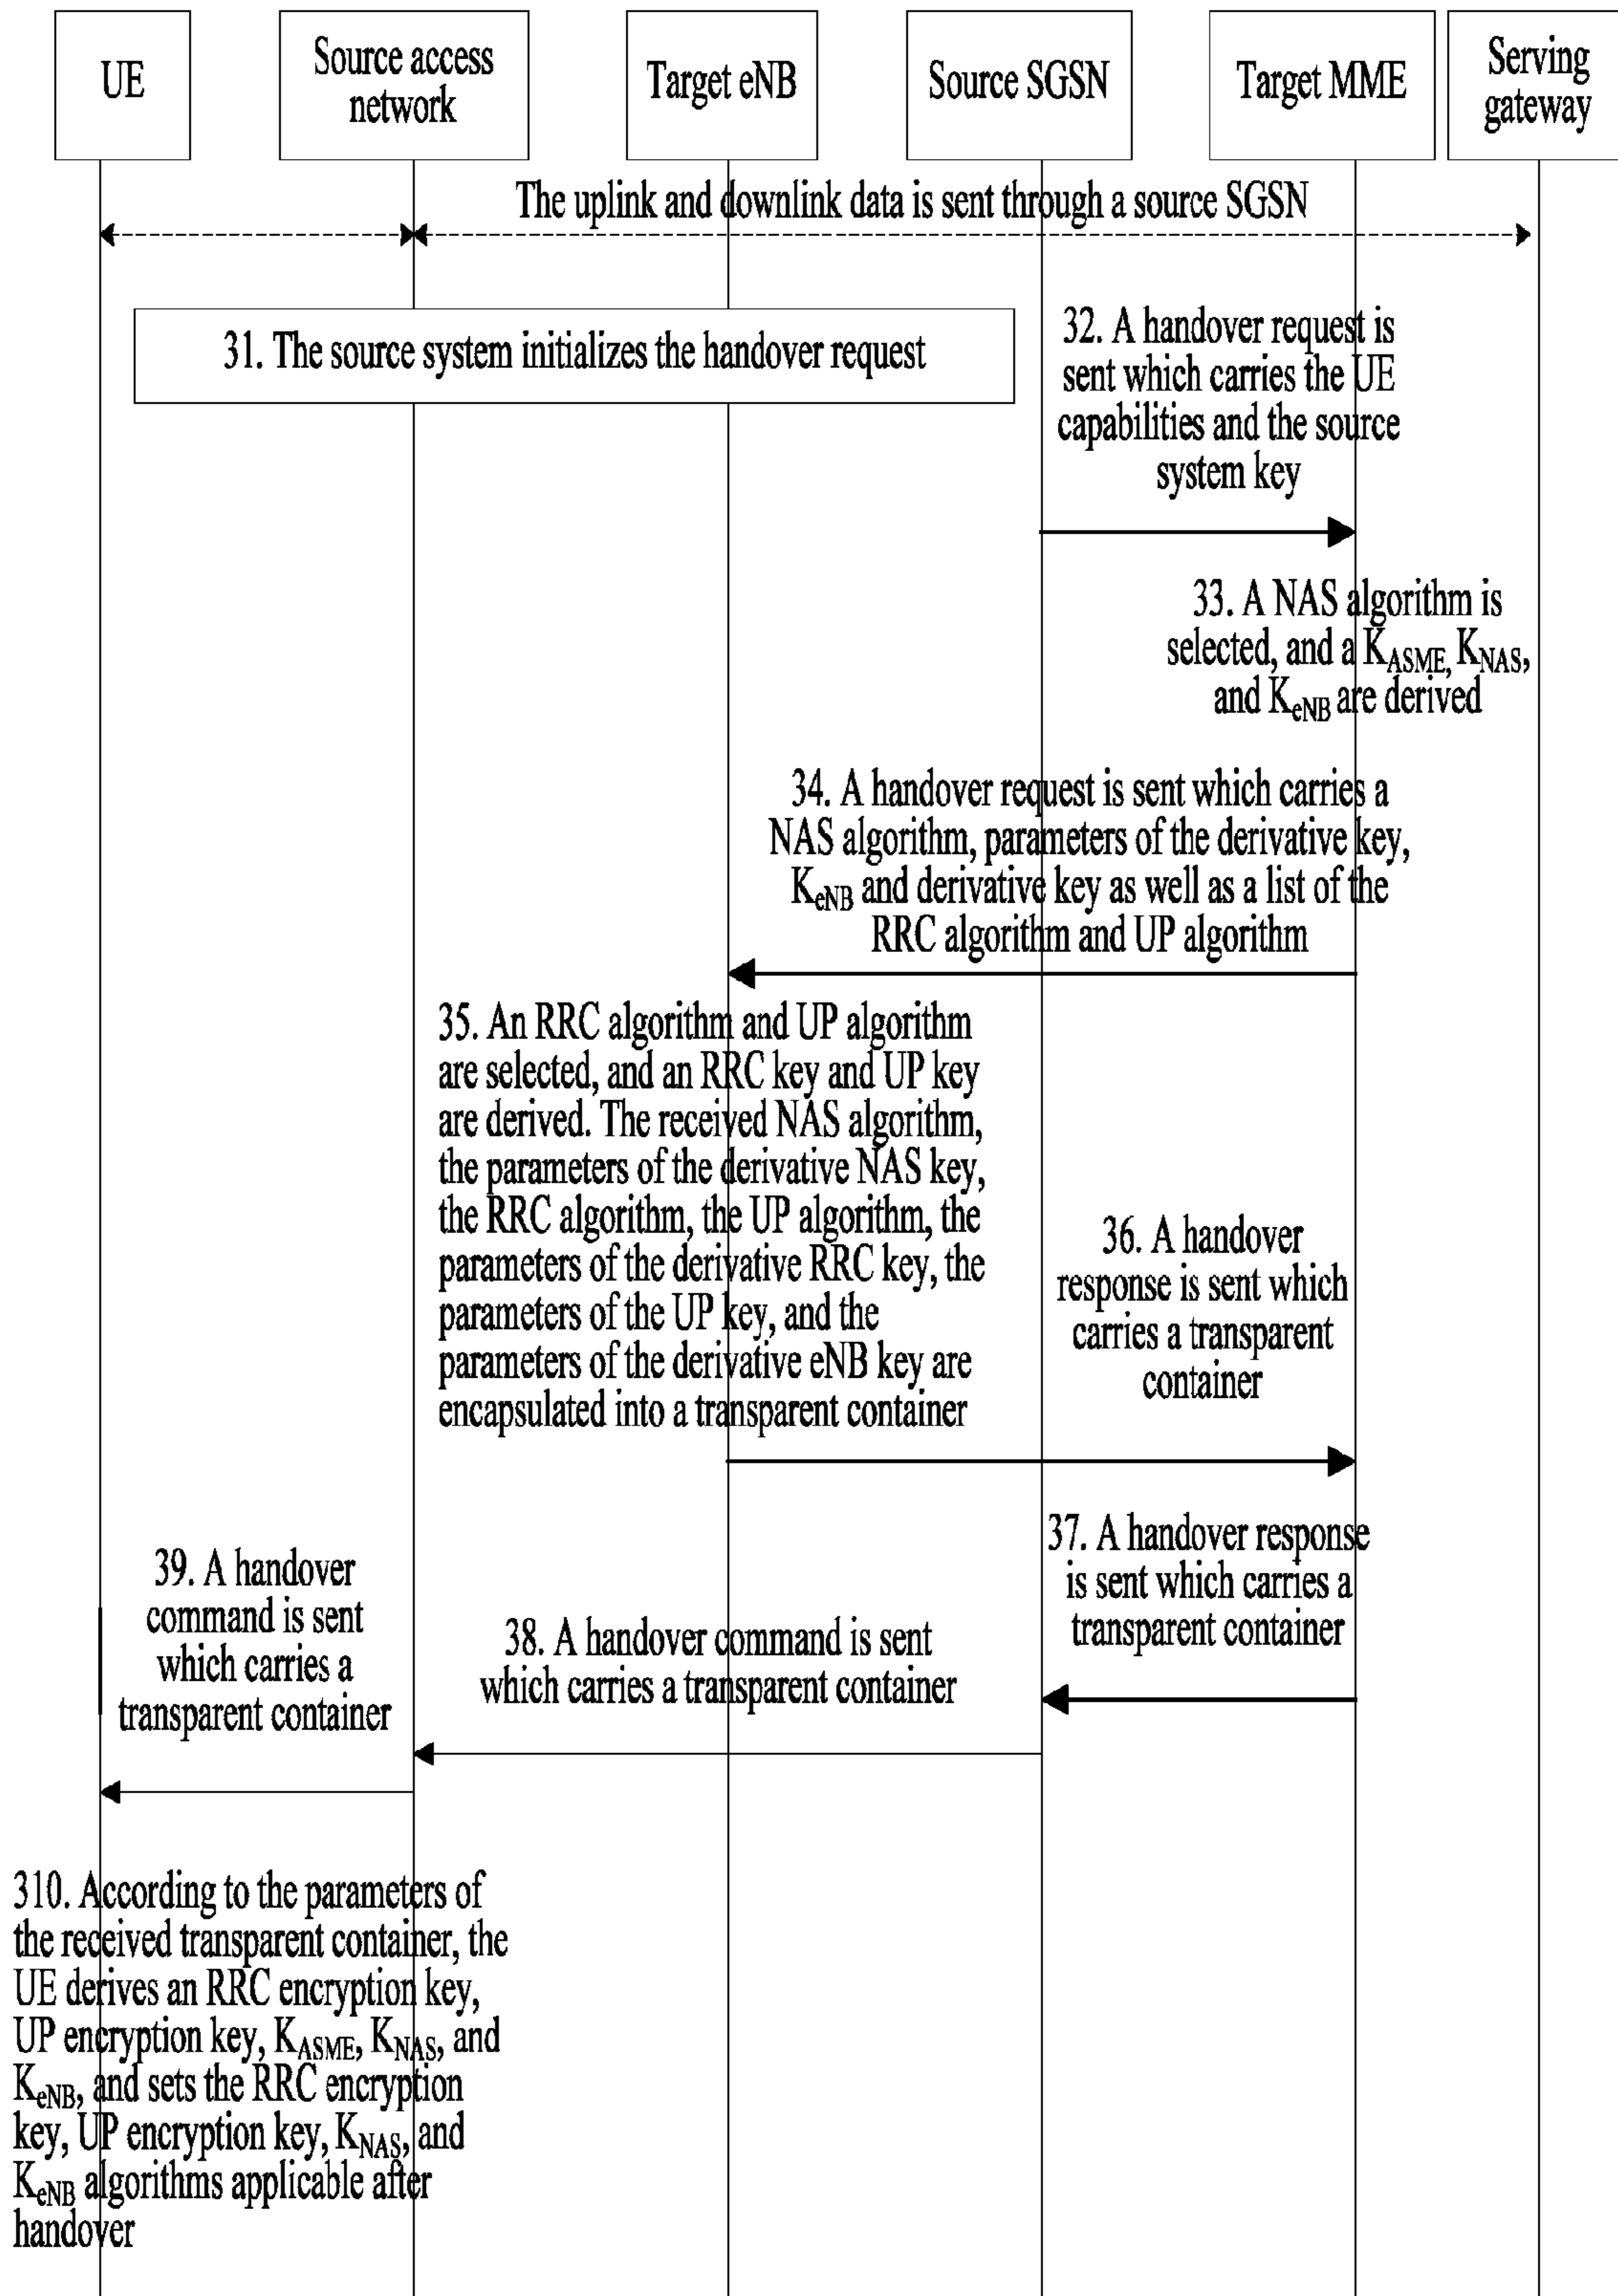 UE
Source access
network
Target eNB
Source SGSN
Target MME
Serving
gateway
The uplink and downlink data is sent through a source SGSN
31. The source system initializes the handover request
32. A handover request is
sent which carries the UE
capabilities and the source
system key
33. A NAS algorithm is
selected, and a KASME, KNAS,
and KeNB are derived
34. A handover request is sent which carries a
NAS algorithm, parameters of the derivative key,
KeNB and derivative key as well as a list of the
RRC algorithm and UP algorithm
35. An RRC algorithm and UP algorithm
are selected, and an RRC key and UP key
are derived. The received NAS algorithm,
the parameters of the derivative NAS key,
the RRC algorithm, the UP algorithm, the
parameters of the derivative RRC key, the
parameters of the UP key, and the
parameters of the derivative eNB key are
encapsulated into a transparent container
36. A handover
response is sent which
carries a transparent
container
37. A handover response
is sent which carries a
transparent container
38. A handover command is sent
which carries a transparent container
39. A handover
command is sent
which carries a
transparent container
310. According to the parameters of
the received transparent container, the
UE derives an RRC encryption key,
UP encryption key, KASME, KNAS, and
KeNB, and sets the RRC encryption
key, UP encryption key, KNAS, and
KeNB algorithms applicable after
handover